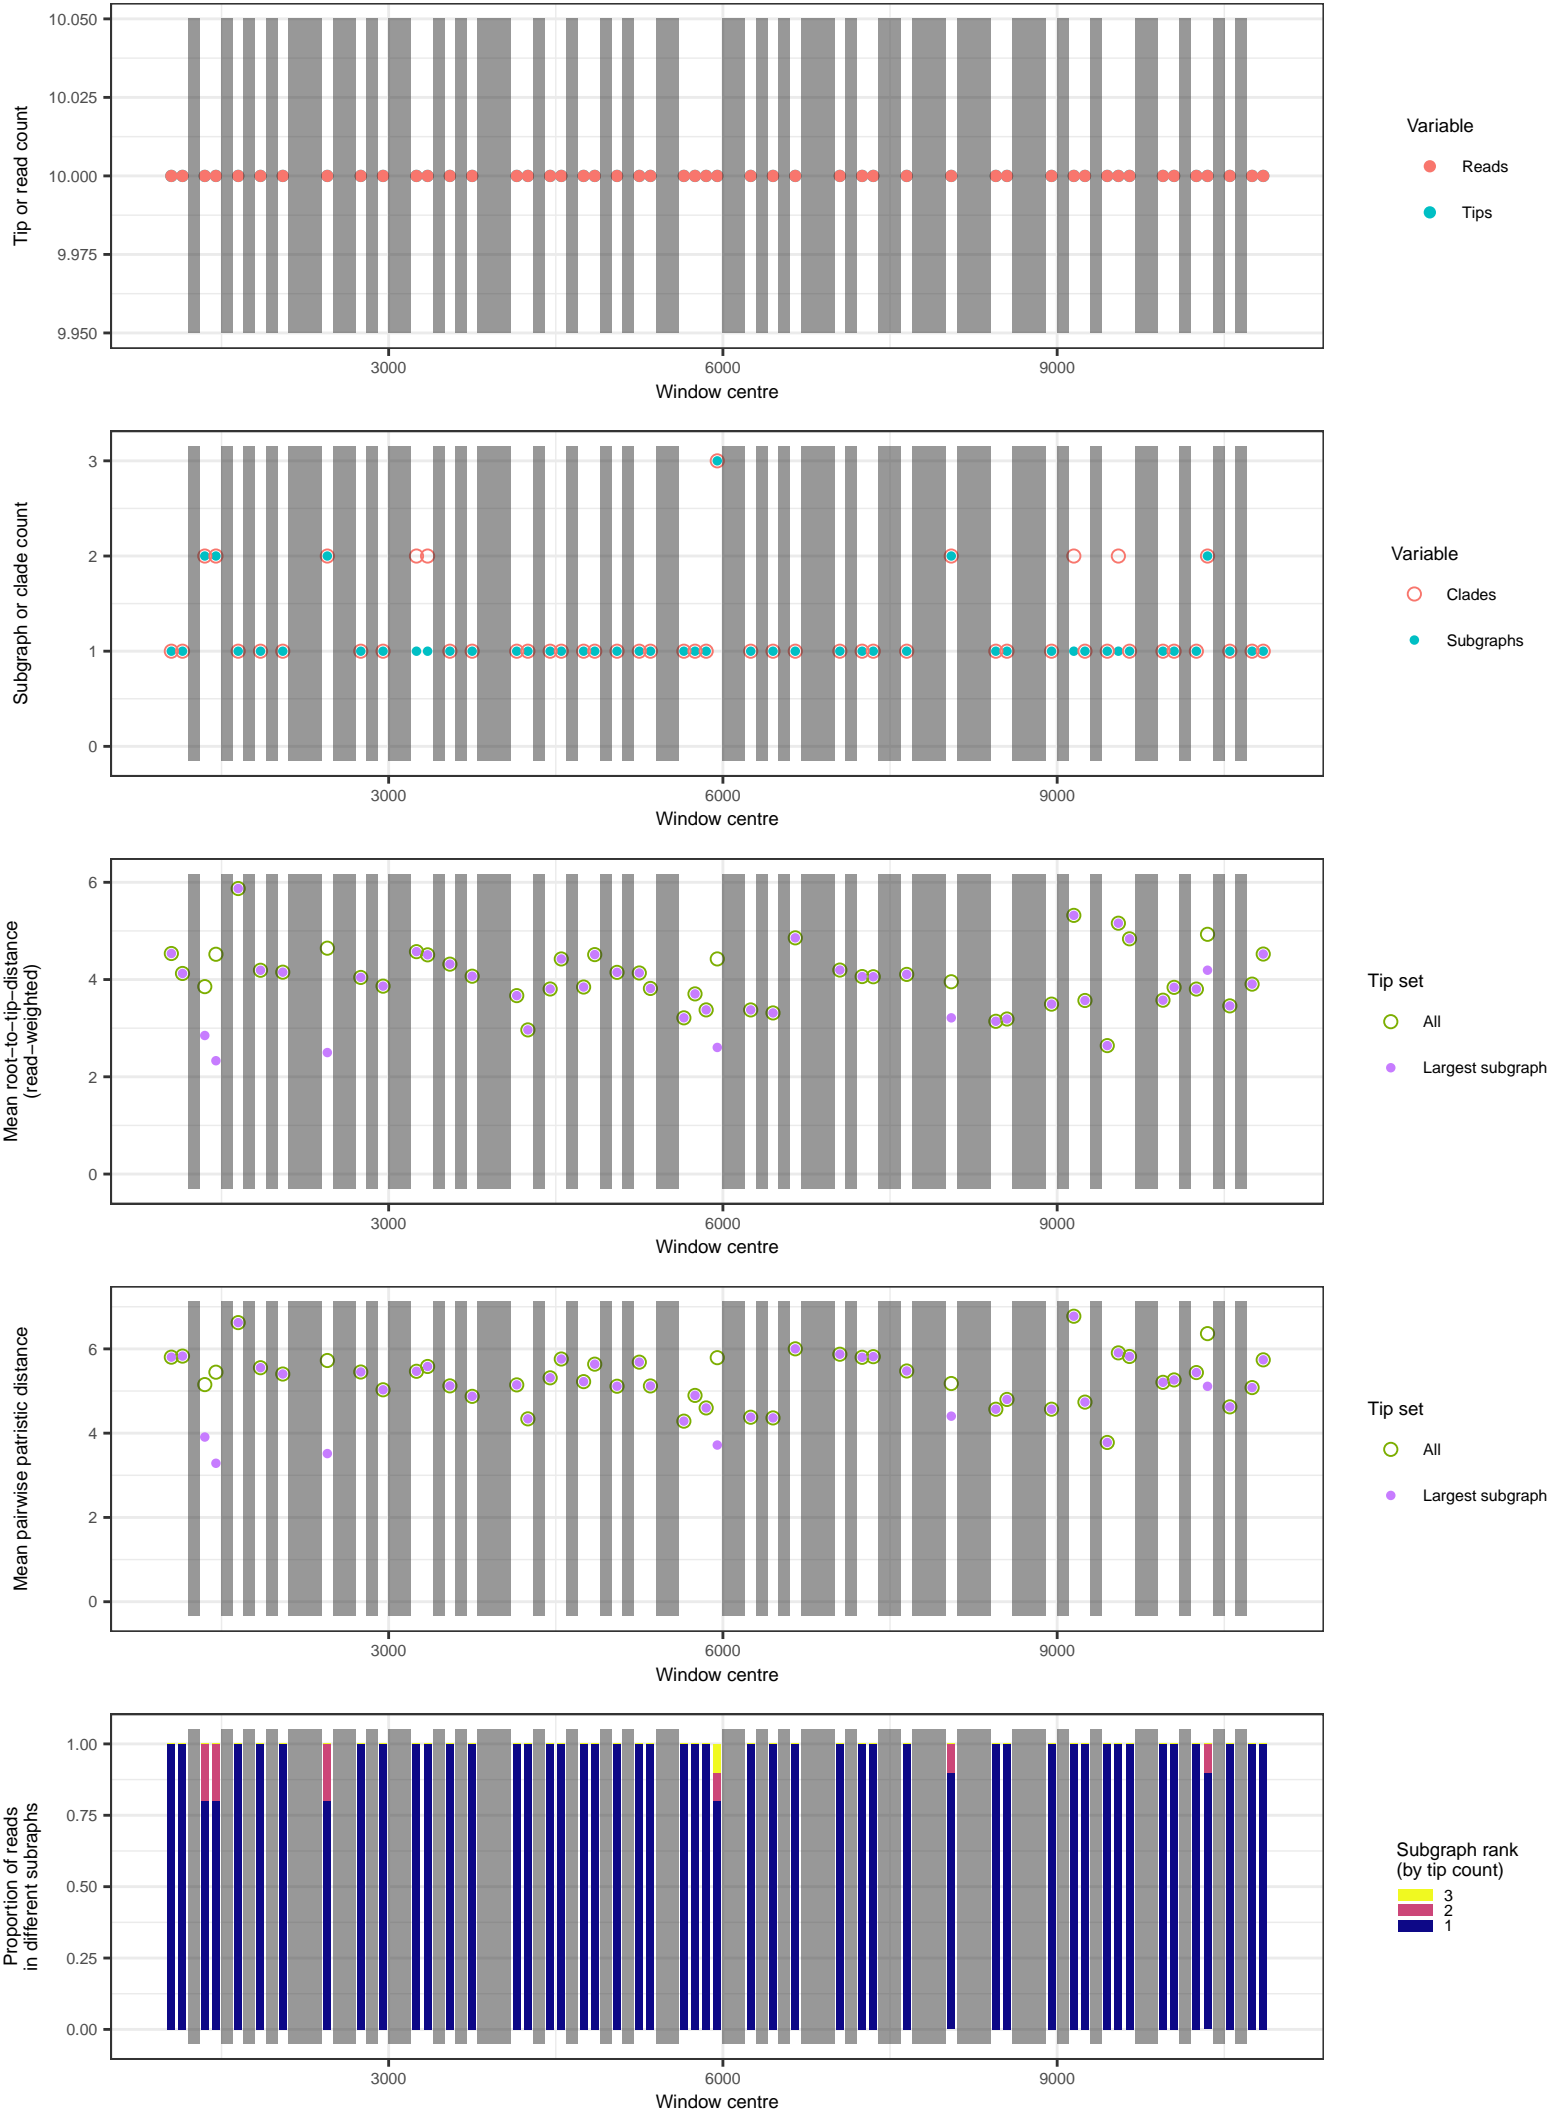 10.050
10.025
10.000
9.975
9.950
Tip or read count
3000
6000
9000
Window centre
Variable
Reads
Tips
3
2
1
0
Subgraph or clade count
3000
6000
9000
Window centre
Variable
Clades
Subgraphs
6
4
2
0
Mean root−to−tip−distance
(read−weighted)
3000
6000
9000
Window centre
Tip set
All
Largest subgraph
6
4
2
0
Mean pairwise patristic distance
3000
6000
9000
Window centre
Tip set
All
Largest subgraph
1.00
0.75
0.50
0.25
0.00
Proportion of reads
in different subraphs
3000
6000
9000
Window centre
Subgraph rank
(by tip count)
3
2
1